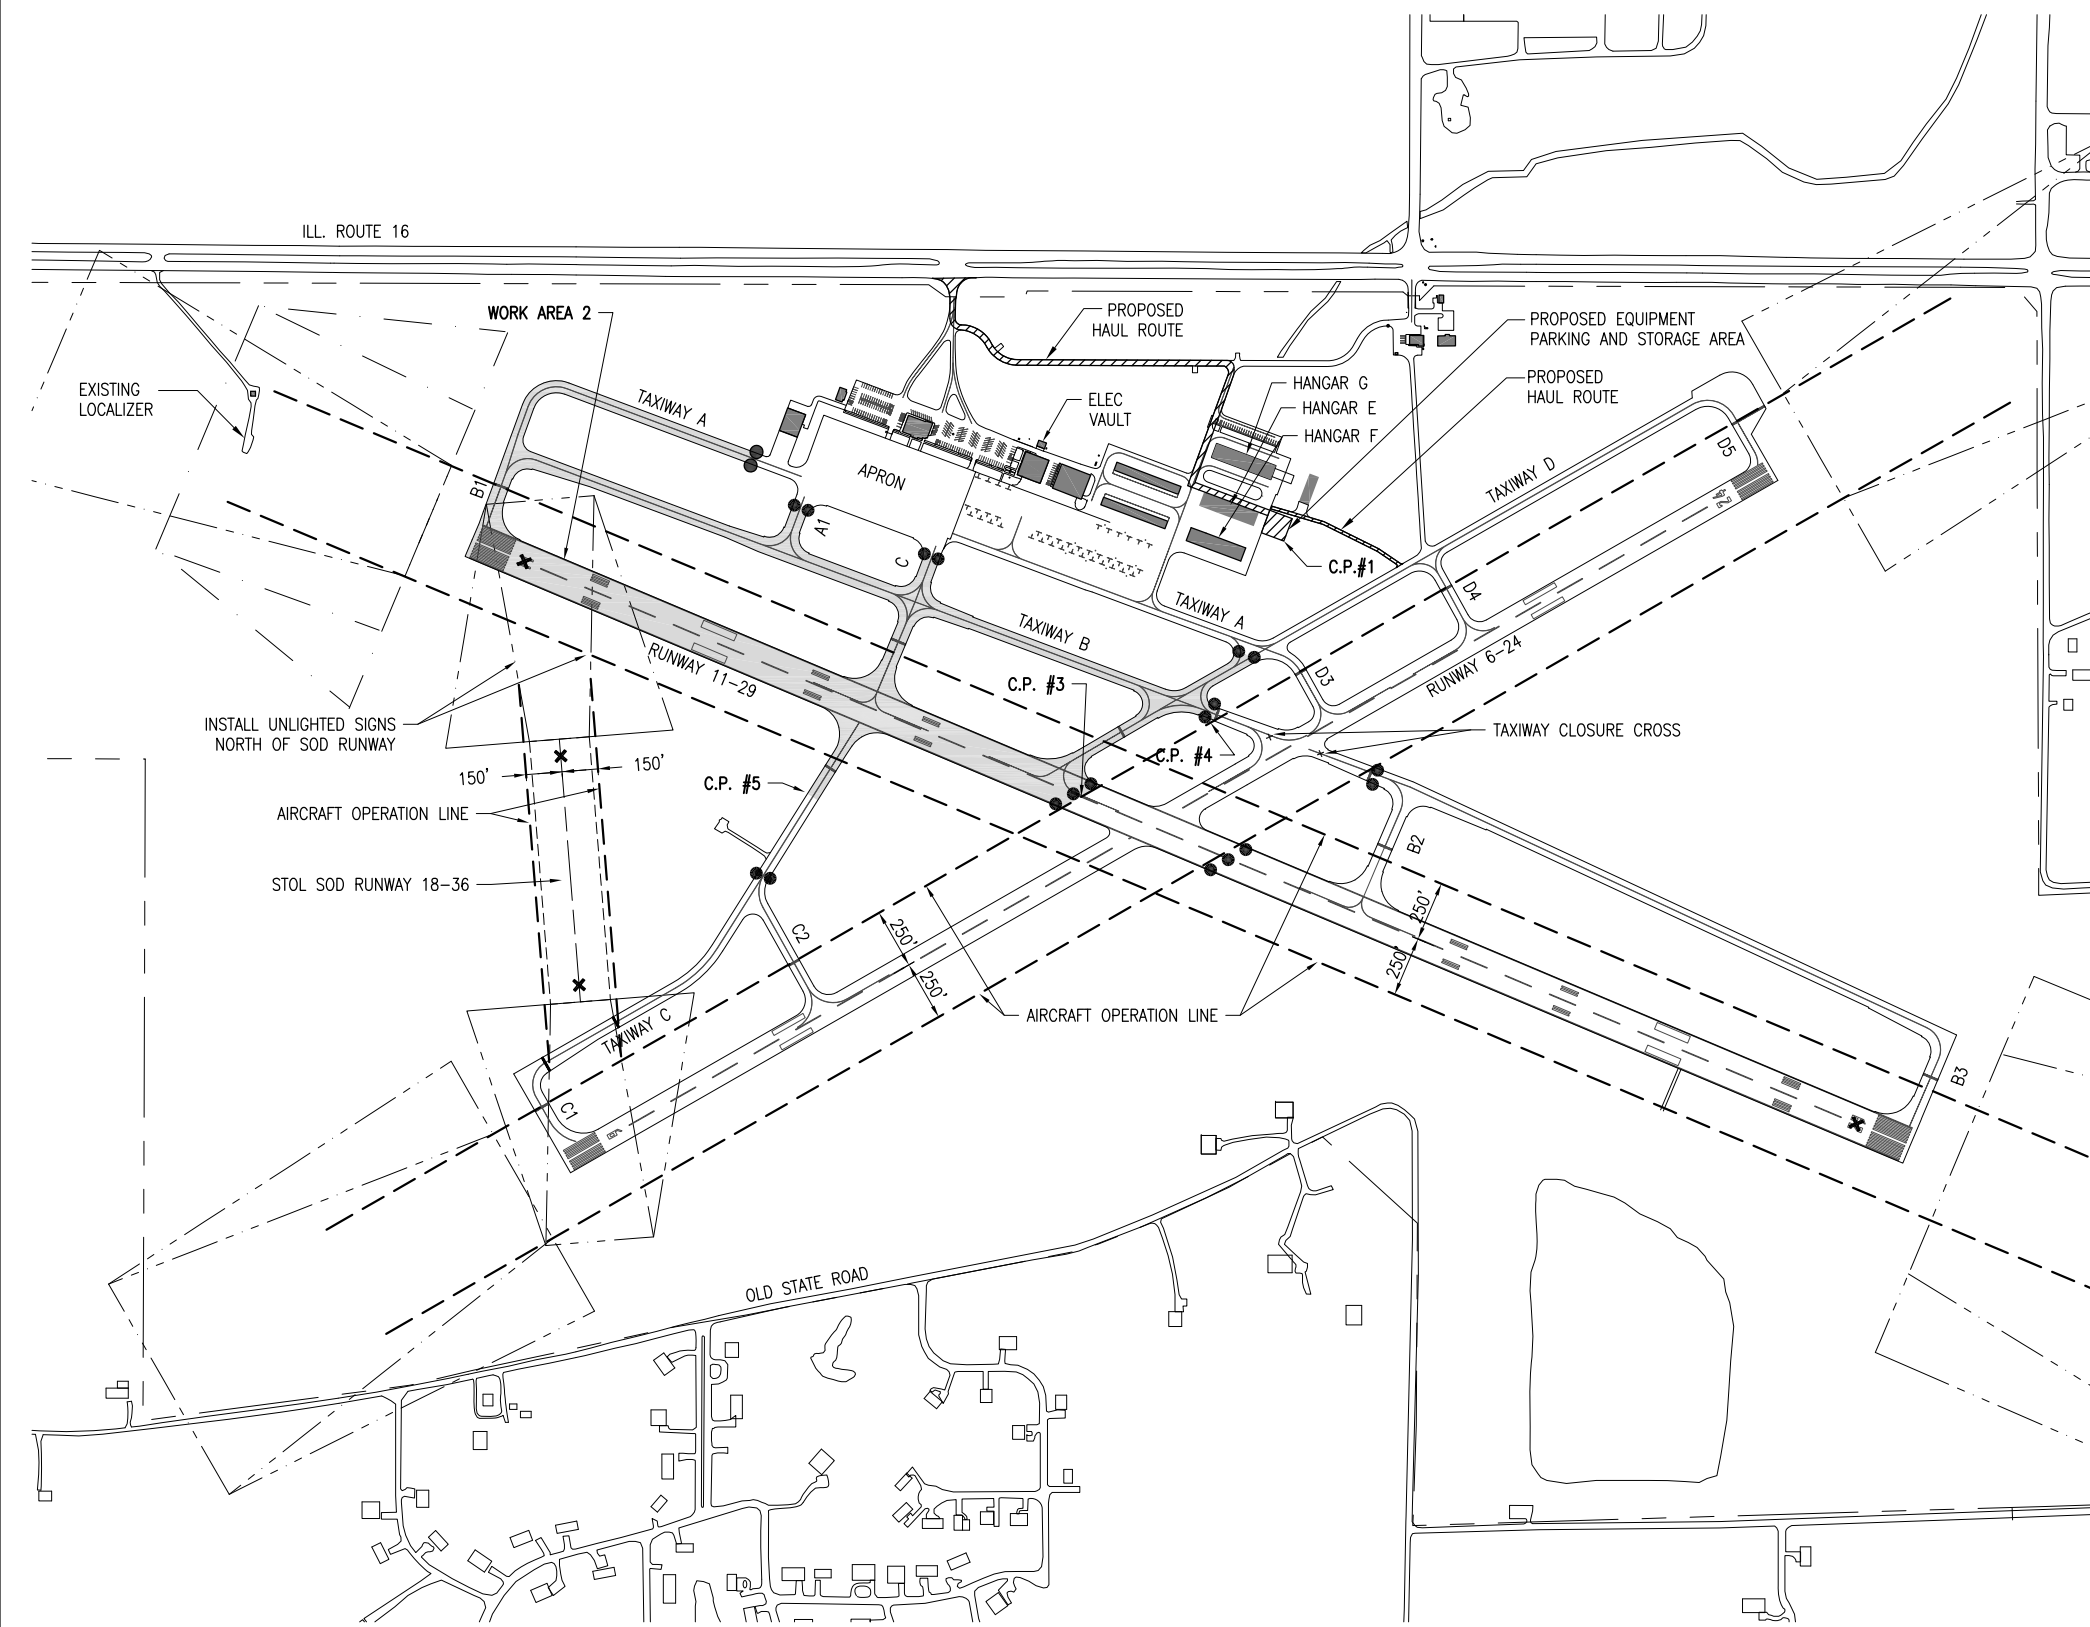 ILL. ROUTE 16
WORK AREA 2
PROPOSED
HAUL ROUTE
PROPOSED EQUIPMENT
PARKING AND STORAGE AREA
EXISTING
LOCALIZER
TAXIWAY A
ELEC
VAULT
HANGAR G
HANGAR E
HANGAR F
PROPOSED
HAUL ROUTE
APRON
B1
A1
C
TAXIWAY D
D5
24
C.P.#1
TAXIWAY A
D4
TAXIWAY B
D3
RUNWAY 6-24
RUNWAY 11-29
C.P. #3
INSTALL UNLIGHTED SIGNS
NORTH OF SOD RUNWAY
TAXIWAY CLOSURE CROSS
C.P. #4
150'
150'
C.P. #5
AIRCRAFT OPERATION LINE
B2
STOL SOD RUNWAY 18-36
250'
250'
C2
250'
250'
AIRCRAFT OPERATION LINE
TAXIWAY C
B3
C1
6
OLD STATE ROAD